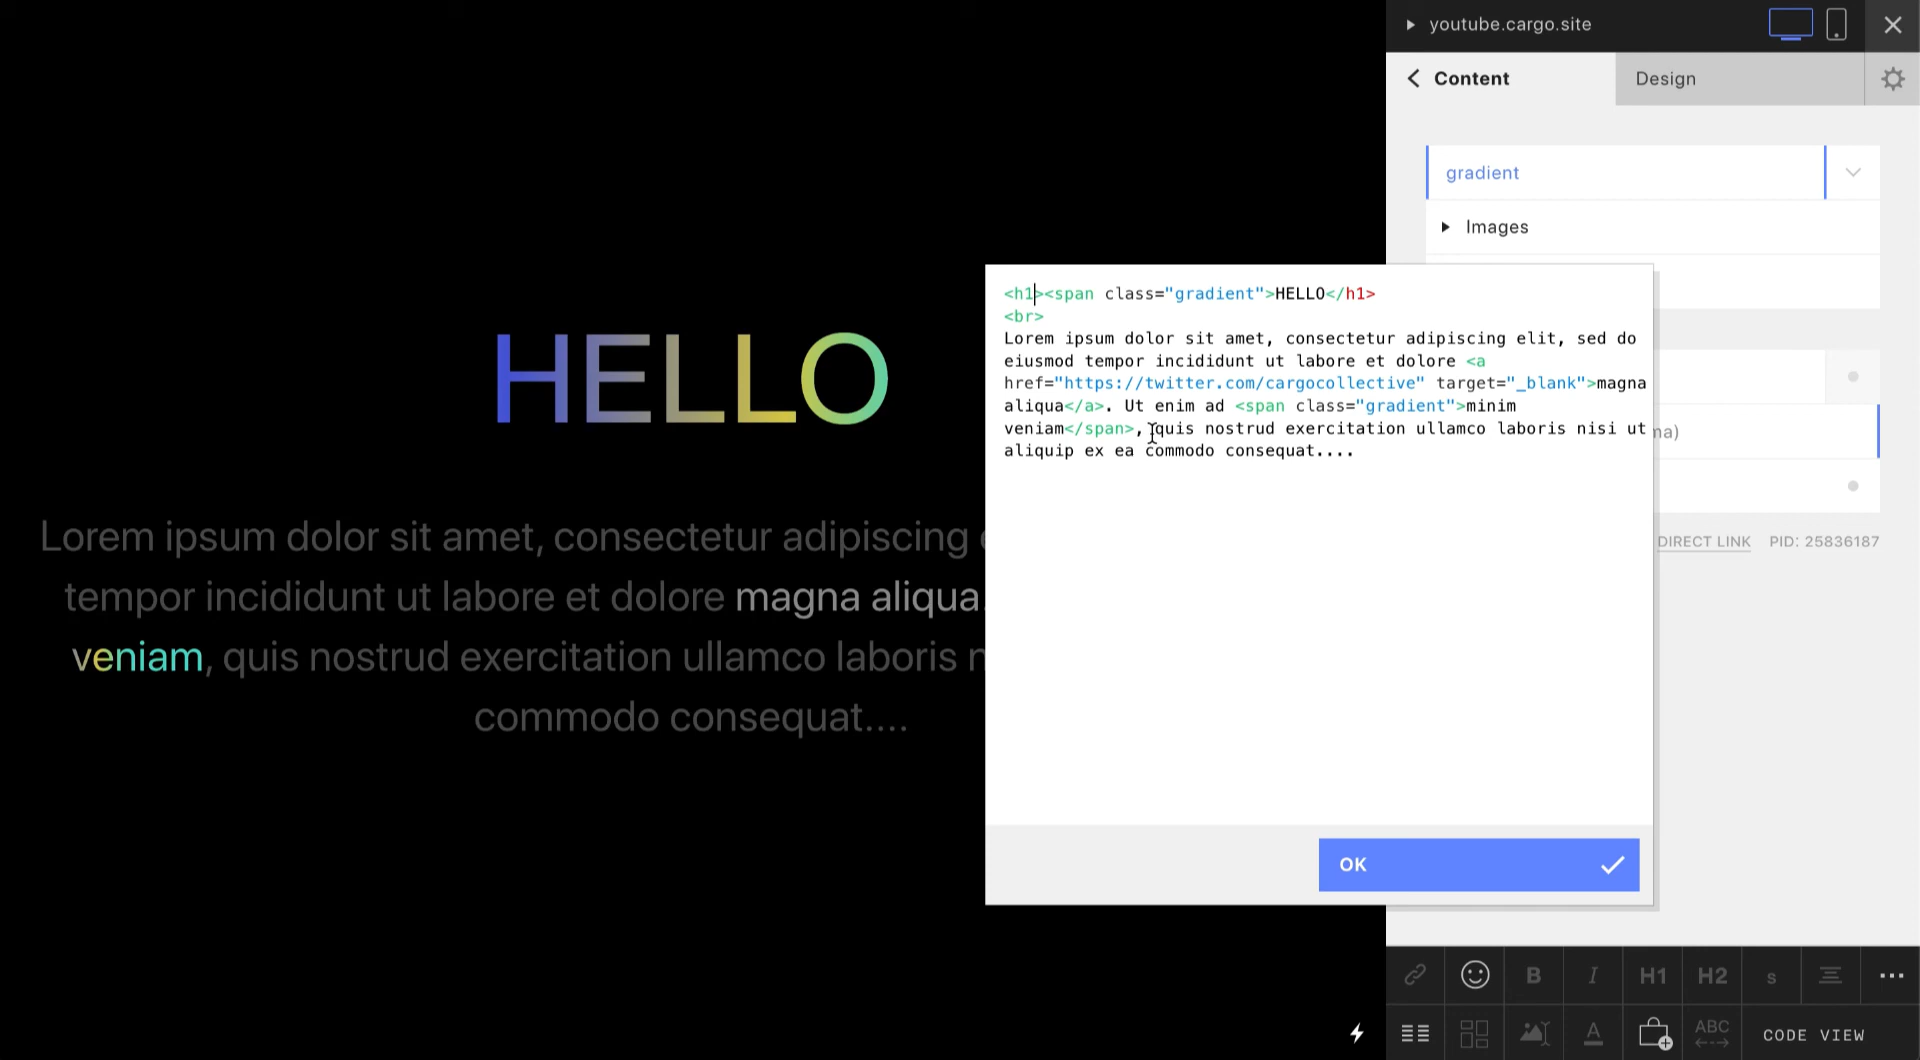 youtube.cargo.site
Content
Design
gradient
Images
<h1><span class="gradient">HELLO</h1>
<br>
Lorem ipsum dolor sit amet, consectetur adipiscing elit, sed do
eiusmod tempor incididunt ut labore et dolore <a
href="https://twitter.com/cargocollective" target="_blank">magna
aliqua</a>. Ut enim ad <span class="gradient">minim
veniam</span>, quis nostrud exercitation ullamco laboris nisi ut
aliquip ex ea commodo consequat....
ma)
OK
DIRECT LINK PID: 25836187
HELLO
Lorem ipsum dolor sit amet, consectetur adipiscing
tempor incididunt ut labore et dolore magna aliqua
veniam, quis nostrud exercitation ullamco laboris
commodo consequat....
B I H1 H2 s
A ABC CODE VIEW